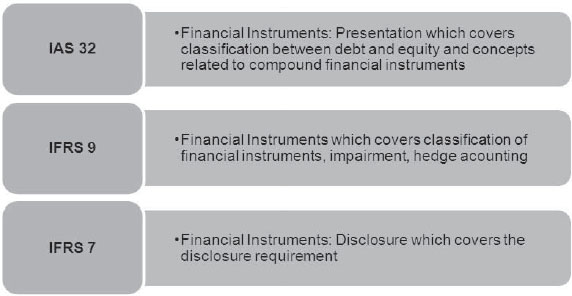 IAS 32
•Financial Instruments: Presentation which covers
classification between debt and equity and concepts
related to compound financial instruments
IFRS 9
•Financial Instruments which covers classification of
financial instruments, impairment, hedge acounting
IFRS 7
•Financial Instruments: Disclosure which covers the
disclosure requirement